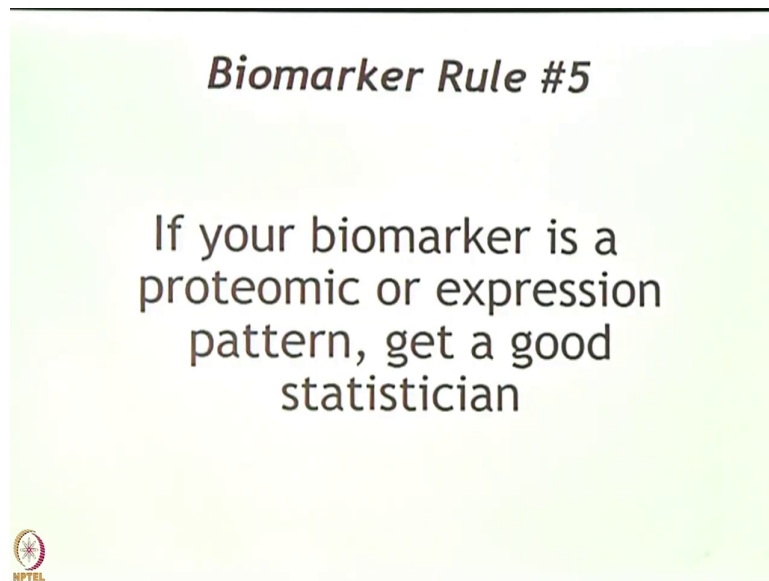 Biomarker Rule #5
If your biomarker is a
proteomic or expression
pattern, get a good
statistician
NPTEL